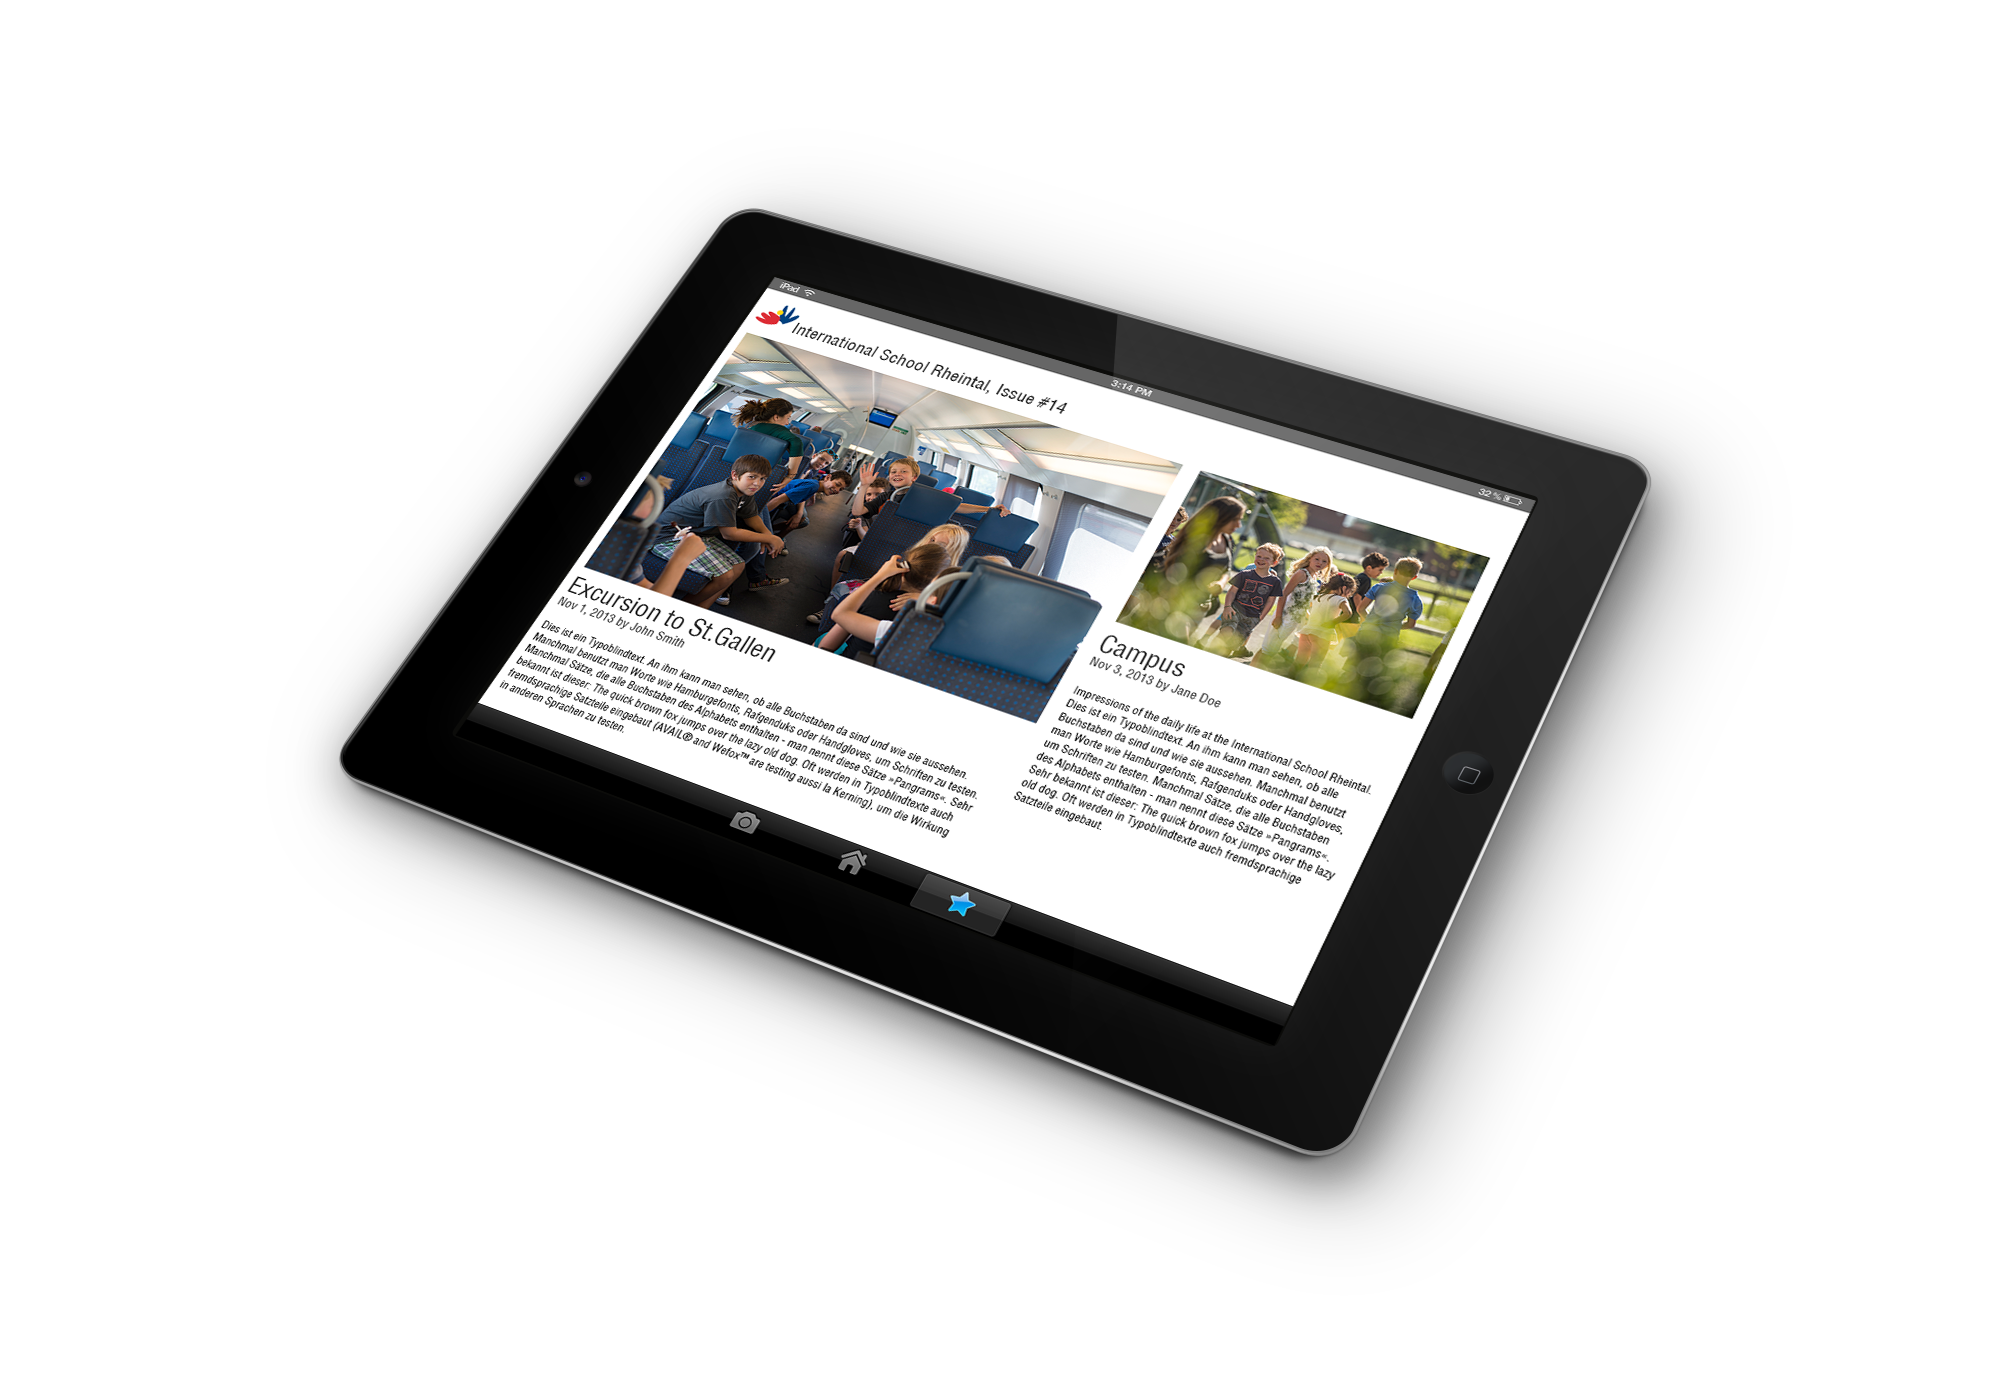 iPad
3:14 PM
32 %
International School Rheintal, Issue #14
Excursion to St.Gallen
Nov 1, 2013 by John Smith
Dies ist ein Typoblindtext. An ihm kann man sehen, ob alle Buchstaben da sind und wie sie aussehen.
Manchmal benutzt man Worte wie Hamburgefonts, Rafgenduks oder Handgloves, um Schriften zu testen.
Manchmal Sätze, die alle Buchstaben des Alphabets enthalten - man nennt diese Sätze »Pangrams«. Sehr
bekannt ist dieser: The quick brown fox jumps over the lazy old dog. Oft werden in Typoblindtexte auch
fremdsprachige Satzteile eingebaut (AVAIL® and Wefox™ are testing aussi la Kerning), um die Wirkung
in anderen Sprachen zu testen.
Campus
Nov 3, 2013 by Jane Doe
Impressions of the daily life at the International School Rheintal.
Dies ist ein Typoblindtext. An ihm kann man sehen, ob alle
Buchstaben da sind und wie sie aussehen. Manchmal benutzt
man Worte wie Hamburgefonts, Rafgenduks oder Handgloves,
um Schriften zu testen. Manchmal Sätze, die alle Buchstaben
des Alphabets enthalten - man nennt diese Sätze »Pangrams«.
Sehr bekannt ist dieser: The quick brown fox jumps over the lazy
old dog. Oft werden in Typoblindtexte auch fremdsprachige
Satzteile eingebaut.